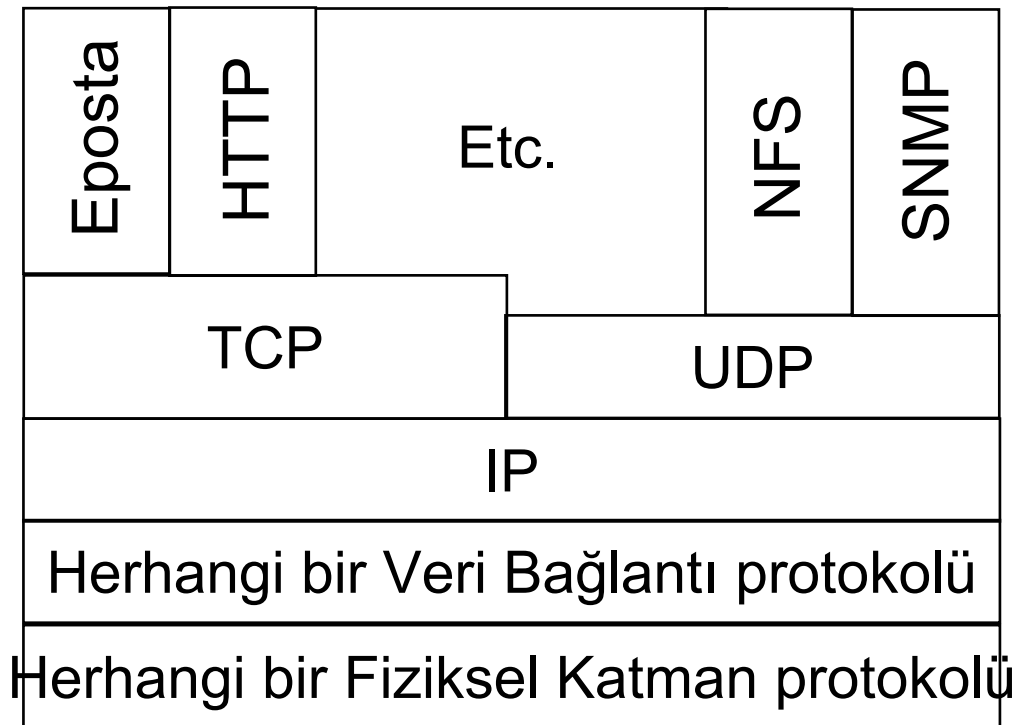 Eposta
HTTP
Etc.
NFS
SNMP
TCP
UDP
IP
Herhangi bir Veri Bağlantı protokolü
Herhangi bir Fiziksel Katman protokolü